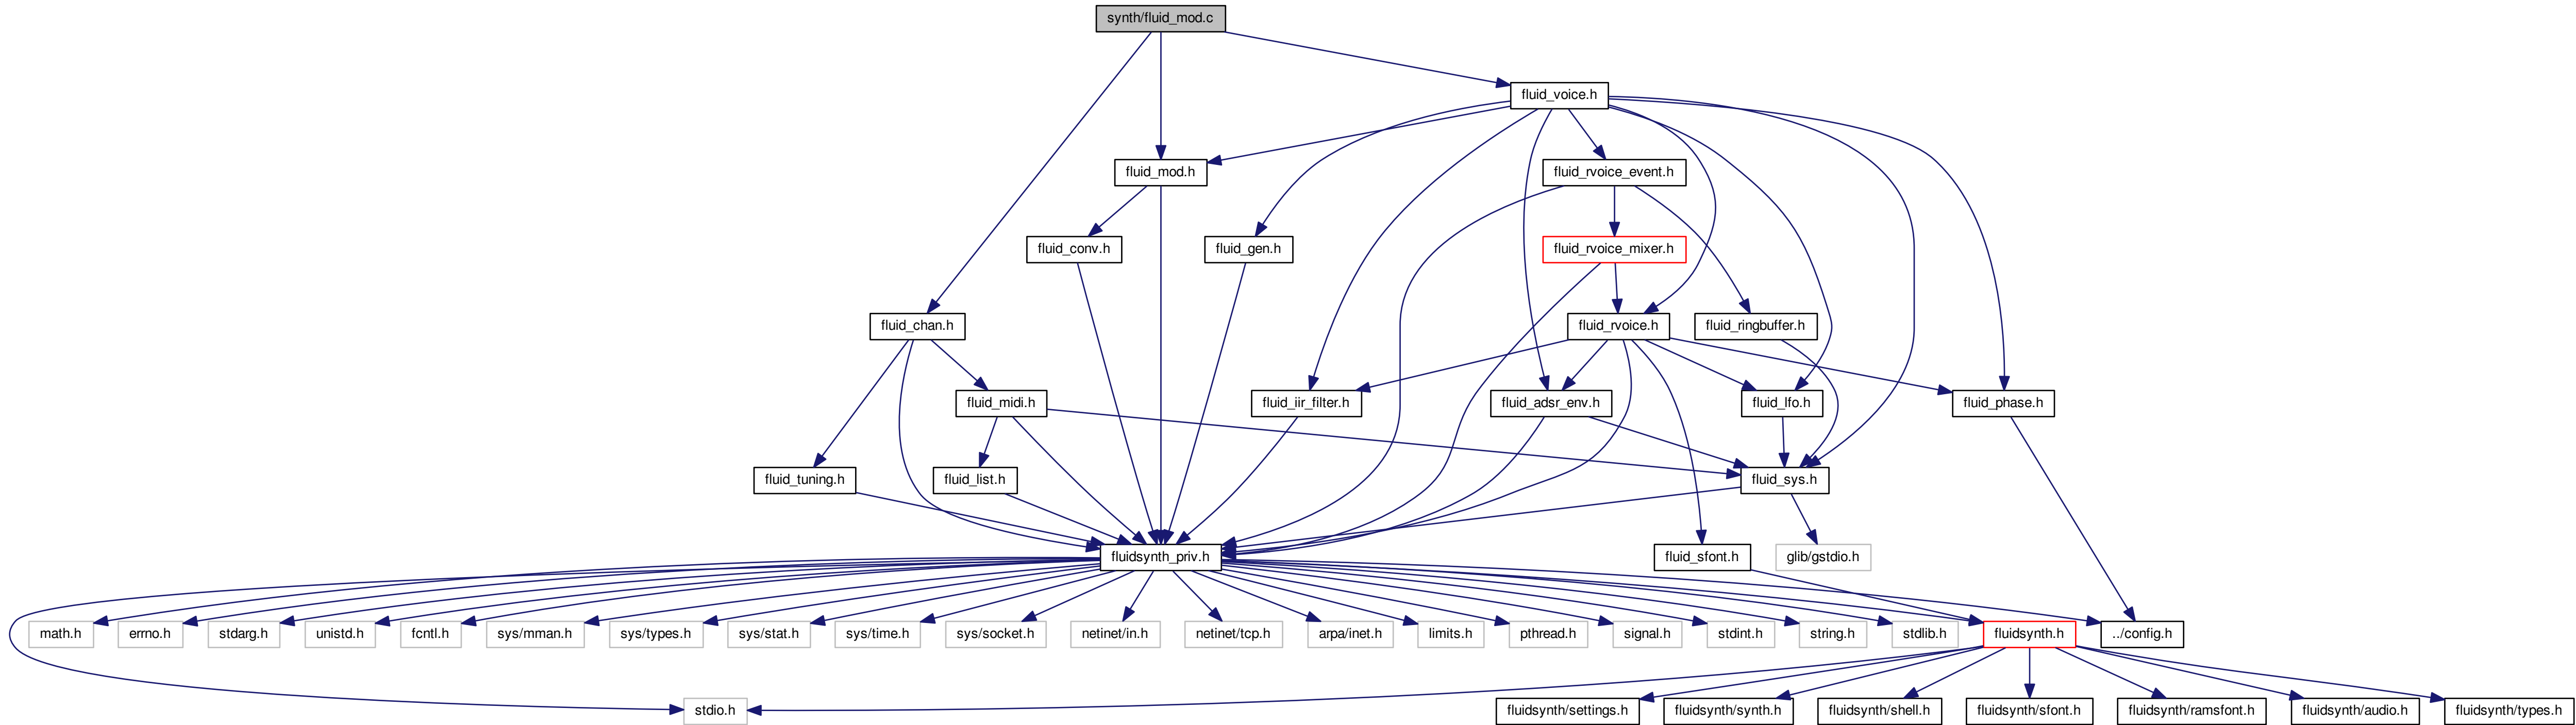 synth/fluid_mod.c
fluid_voice.h
fluid_mod.h
fluid_rvoice_event.h
fluid_conv.h
fluid_gen.h
fluid_rvoice_mixer.h
fluid_chan.h
fluid_rvoice.h
fluid_ringbuffer.h
fluid_midi.h
fluid_iir_filter.h
fluid_adsr_env.h
fluid_lfo.h
fluid_phase.h
fluid_tuning.h
fluid_list.h
fluid_sys.h
fluidsynth_priv.h
fluid_sfont.h
glib/gstdio.h
math.h
errno.h
stdarg.h
unistd.h
fcntl.h
sys/mman.h
sys/types.h
sys/stat.h
sys/time.h
sys/socket.h
netinet/in.h
netinet/tcp.h
arpa/inet.h
limits.h
pthread.h
signal.h
stdint.h
string.h
stdlib.h
fluidsynth.h
../config.h
stdio.h
fluidsynth/settings.h
fluidsynth/synth.h
fluidsynth/shell.h
fluidsynth/sfont.h
fluidsynth/ramsfont.h
fluidsynth/audio.h
fluidsynth/types.h